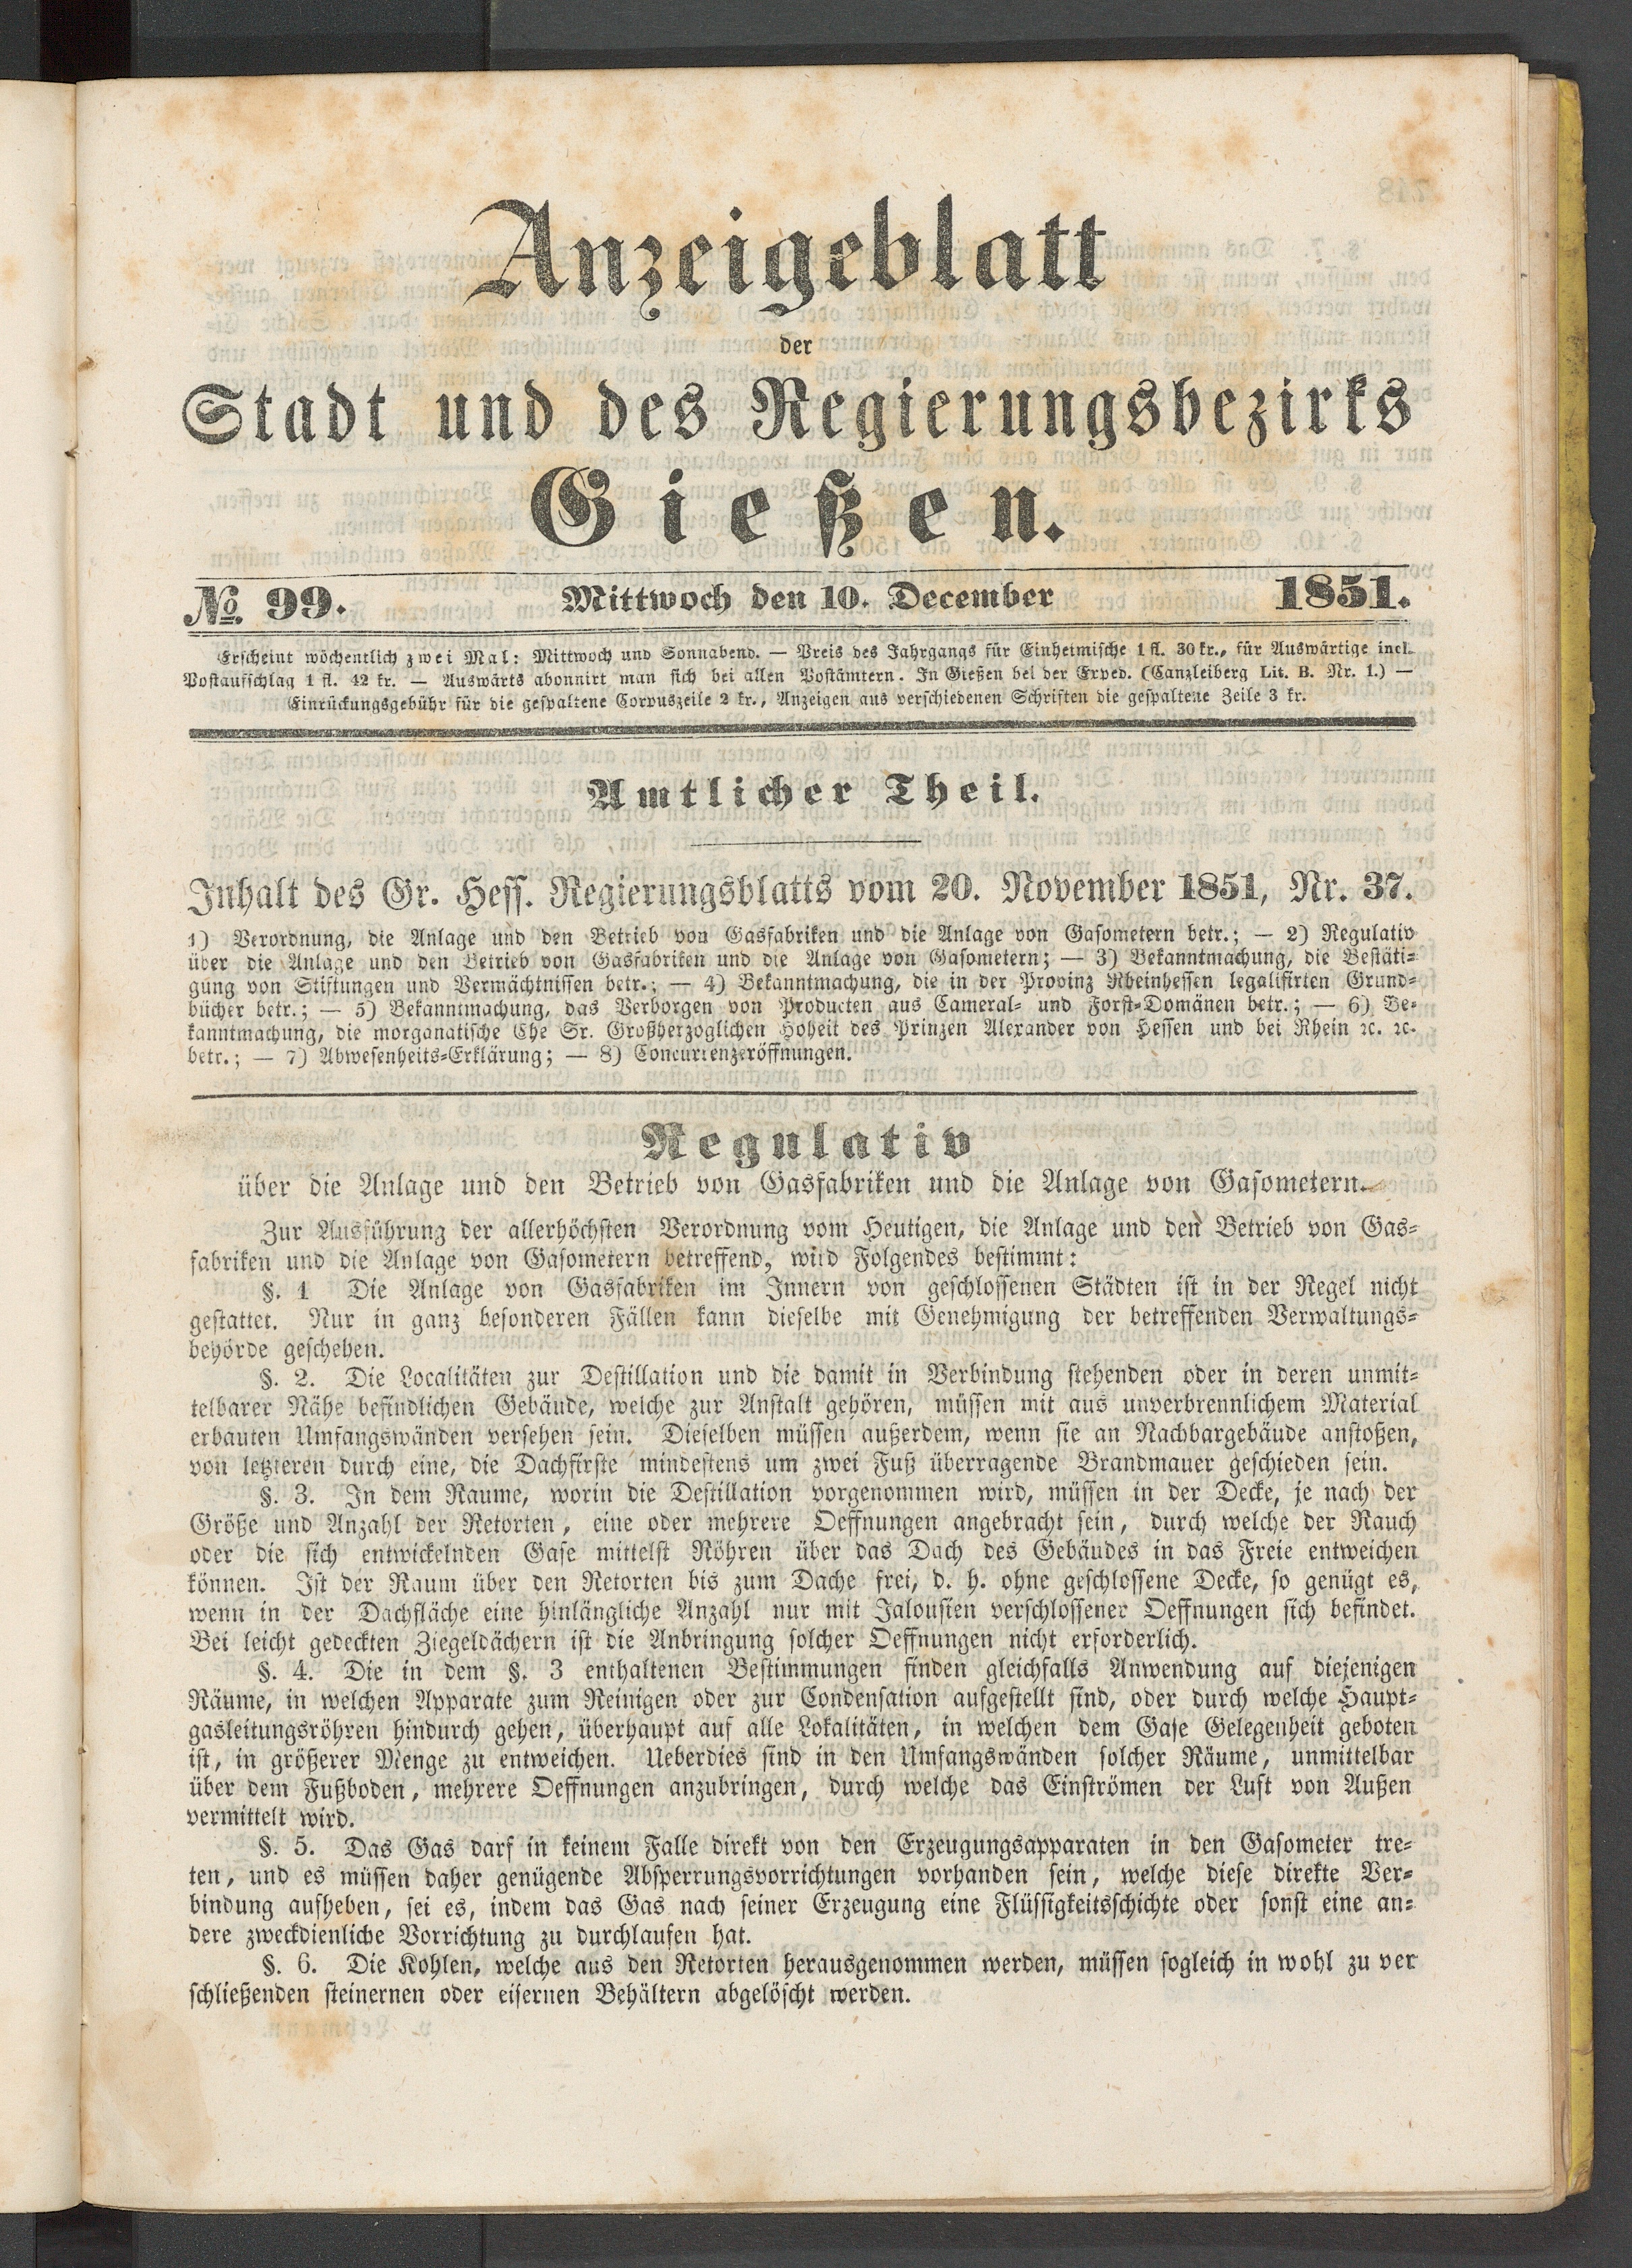 Anzeigeblatt
der
Stadt und des Regierungsbezirks
Gießen.
№ 99. Mittwoch den 10. December 1851.
Erscheint wöchentlich zwei Mal: Mittwoch und Sonnabend. — Preis des Jahrgangs für Einheimische 1 fl. 30 kr., für Auswärtige incl.
Postaufschlag 1 fl. 42 kr. — Auswärts abonnirt man sich bei allen Postämtern. In Gießen bei der Exped. (Canzleiberg Lit. B. Nr. 1.) —
Einrückungsgebühr für die gespaltene Corpuszeile 2 kr., Anzeigen aus verschiedenen Schriften die gespaltene Zeile 3 kr.
Amtlicher Theil.
Inhalt des Gr. Hess. Regierungsblatts vom 20. November 1851, Nr. 37.
1) Verordnung, die Anlage und den Betrieb von Gasfabriken und die Anlage von Gasometern betr.; — 2) Regulativ
über die Anlage und den Betrieb von Gasfabriken und die Anlage von Gasometern; — 3) Bekanntmachung, die Bestäti-
gung von Stiftungen und Vermächtnissen betr.; — 4) Bekanntmachung, die in der Provinz Rheinhessen legalisirten Grund-
bücher betr.; — 5) Bekanntmachung, das Verborgen von Producten aus Cameral- und Forst-Domänen betr.; — 6) Be-
kanntmachung, die morganatische Ehe Sr. Großherzoglichen Hoheit des Prinzen Alexander von Hessen und bei Rhein ꝛc. ꝛc.
betr.; — 7) Abwesenheits-Erklärung; — 8) Concurrenzeröffnungen.
Regulativ
über die Anlage und den Betrieb von Gasfabriken und die Anlage von Gasometern.
Zur Ausführung der allerhöchsten Verordnung vom Heutigen, die Anlage und den Betrieb von Gas-
fabriken und die Anlage von Gasometern betreffend, wird Folgendes bestimmt:
§. 1 Die Anlage von Gasfabriken im Innern von geschlossenen Städten ist in der Regel nicht
gestattet. Nur in ganz besonderen Fällen kann dieselbe mit Genehmigung der betreffenden Verwaltungs-
behörde geschehen.
§. 2. Die Localitäten zur Destillation und die damit in Verbindung stehenden oder in deren unmit-
telbarer Nähe befindlichen Gebäude, welche zur Anstalt gehören, müssen mit aus unverbrennlichem Material
erbauten Umfangswänden versehen sein. Dieselben müssen außerdem, wenn sie an Nachbargebäude anstoßen,
von letzteren durch eine, die Dachfirste mindestens um zwei Fuß überragende Brandmauer geschieden sein.
§. 3. In dem Raume, worin die Destillation vorgenommen wird, müssen in der Decke, je nach der
Größe und Anzahl der Retorten, eine oder mehrere Oeffnungen angebracht sein, durch welche der Rauch
oder die sich entwickelnden Gase mittelst Röhren über das Dach des Gebäudes in das Freie entweichen
können. Ist der Raum über den Retorten bis zum Dache frei, d. h. ohne geschlossene Decke, so genügt es,
wenn in der Dachfläche eine hinlängliche Anzahl nur mit Jalousien verschlossener Oeffnungen sich befindet.
Bei leicht gedeckten Ziegeldächern ist die Anbringung solcher Oeffnungen nicht erforderlich.
§. 4. Die in dem §. 3 enthaltenen Bestimmungen finden gleichfalls Anwendung auf diejenigen
Räume, in welchen Apparate zum Reinigen oder zur Condensation aufgestellt sind, oder durch welche Haupt-
gasleitungsröhren hindurch gehen, überhaupt auf alle Lokalitäten, in welchen dem Gase Gelegenheit geboten
ist, in größerer Menge zu entweichen. Ueberdies sind in den Umfangswänden solcher Räume, unmittelbar
über dem Fußboden, mehrere Oeffnungen anzubringen, durch welche das Einströmen der Luft von Außen
vermittelt wird.
§. 5. Das Gas darf in keinem Falle direkt von den Erzeugungsapparaten in den Gasometer tre-
ten, und es müssen daher genügende Absperrungsvorrichtungen vorhanden sein, welche diese direkte Ver-
bindung aufheben, sei es, indem das Gas nach seiner Erzeugung eine Flüssigkeitsschichte oder sonst eine an-
dere zweckdienliche Vorrichtung zu durchlaufen hat.
§. 6. Die Kohlen, welche aus den Retorten herausgenommen werden, müssen sogleich in wohl zu ver
schließenden steinernen oder eisernen Behältern abgelöscht werden.